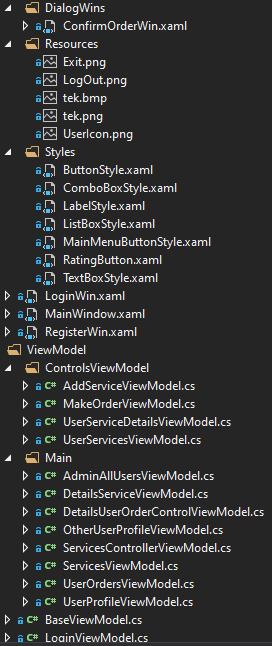 DialogWins
ConfirmOrderWin.xaml
Resources
Exit.png
LogOut.png
tek.bmp
tek.png
UserIcon.png
Styles
ButtonStyle.xaml
ComboBoxStyle.xaml
LabelStyle.xaml
ListBoxStyle.xaml
MainMenuButtonStyle.xaml
RatingButton.xaml
TextBoxStyle.xaml
LoginWin.xaml
MainWindow.xaml
RegisterWin.xaml
ViewModel
ControlsViewModel
C# AddServiceViewModel.cs
C# MakeOrderViewModel.cs
C# UserServiceDetailsViewModel.cs
C# UserServicesViewModel.cs
Main
C# AdminAllUsersViewModel.cs
C# DetailsServiceViewModel.cs
C# DetailsUserOrderControlViewModel.cs
C# OtherUserProfileViewModel.cs
C# ServicesControllerViewModel.cs
C# ServicesViewModel.cs
C# UserOrdersViewModel.cs
C# UserProfileViewModel.cs
C# BaseViewModel.cs
C# LoginViewModel.cs